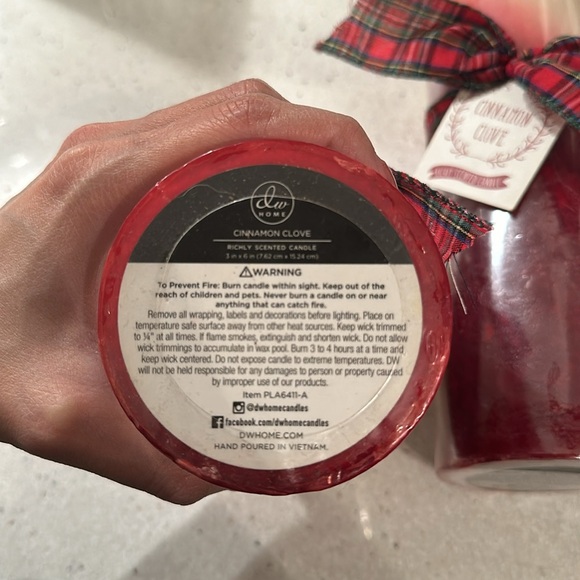 dw
HOME
CINNAMON CLOVE
RICHLY SCENTED CANDLE
3 in x 6 in (7.62 cm x 15.24 cm)
WARNING
To Prevent Fire: Burn candle within sight. Keep out of the
reach of children and pets. Never burn a candle on or near
anything that can catch fire.
Remove all wrapping, labels and decorations before lighting. Place on
temperature safe surface away from other heat sources. Keep wick trimmed
to ¼" at all times. If flame smokes, extinguish and shorten wick. Do not allow
wick trimmings to accumulate in wax pool. Burn 3 to 4 hours at a time and
keep wick centered. Do not expose candle to extreme temperatures. DW
will not be held responsible for any damages to person or property caused
by improper use of our products.
Item PLA6411-A
@dwhomecandles
facebook.com/dwhomecandles
DWHOME.COM
HAND POURED IN VIETNAM.
CINNAMON
CLOVE
RICHLY SCENTED CANDLE